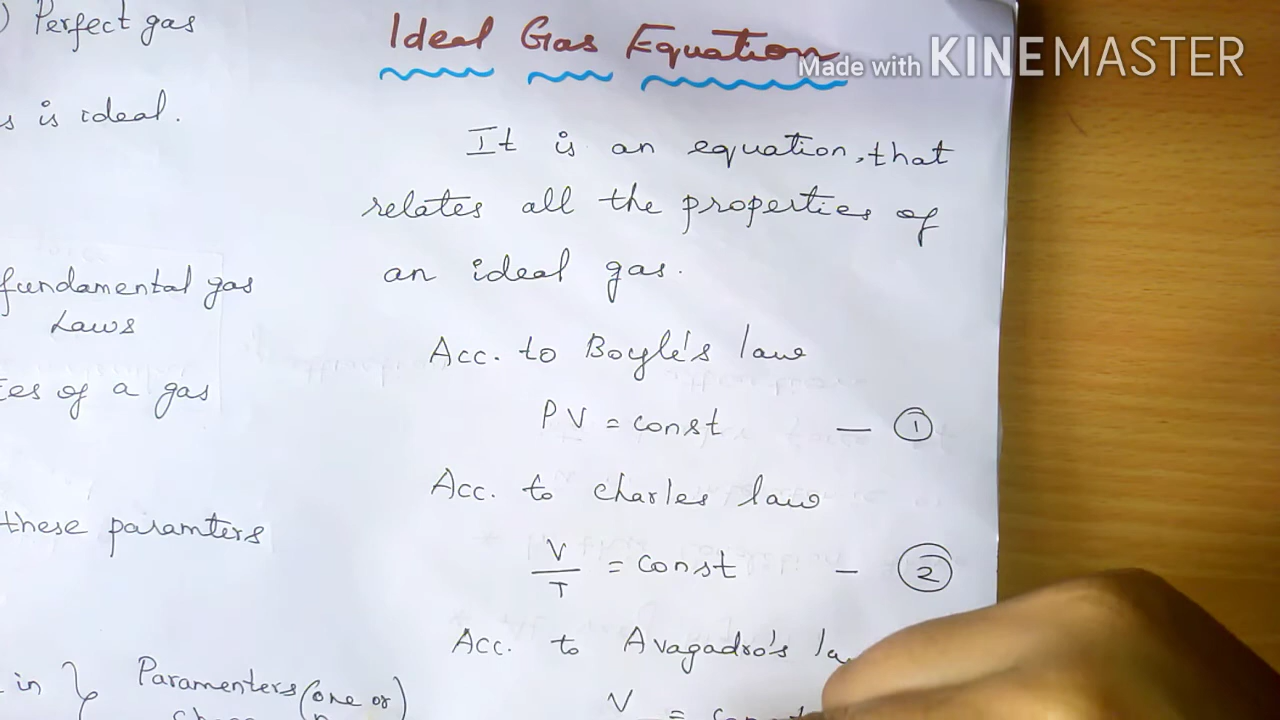 ) Perfect gas
s is ideal.
fundamental gas
Laws
ies of a gas
these paramters
in } Paramenters (one or)
Ideal Gas Equation
Made with KINEMASTER
It is an equation, that
relates all the properties of
an ideal gas.
Acc. to Boyle's law
PV = const — ①
Acc. to charles law
V/T = const — ②
Acc. to Avagadro's la
V = const